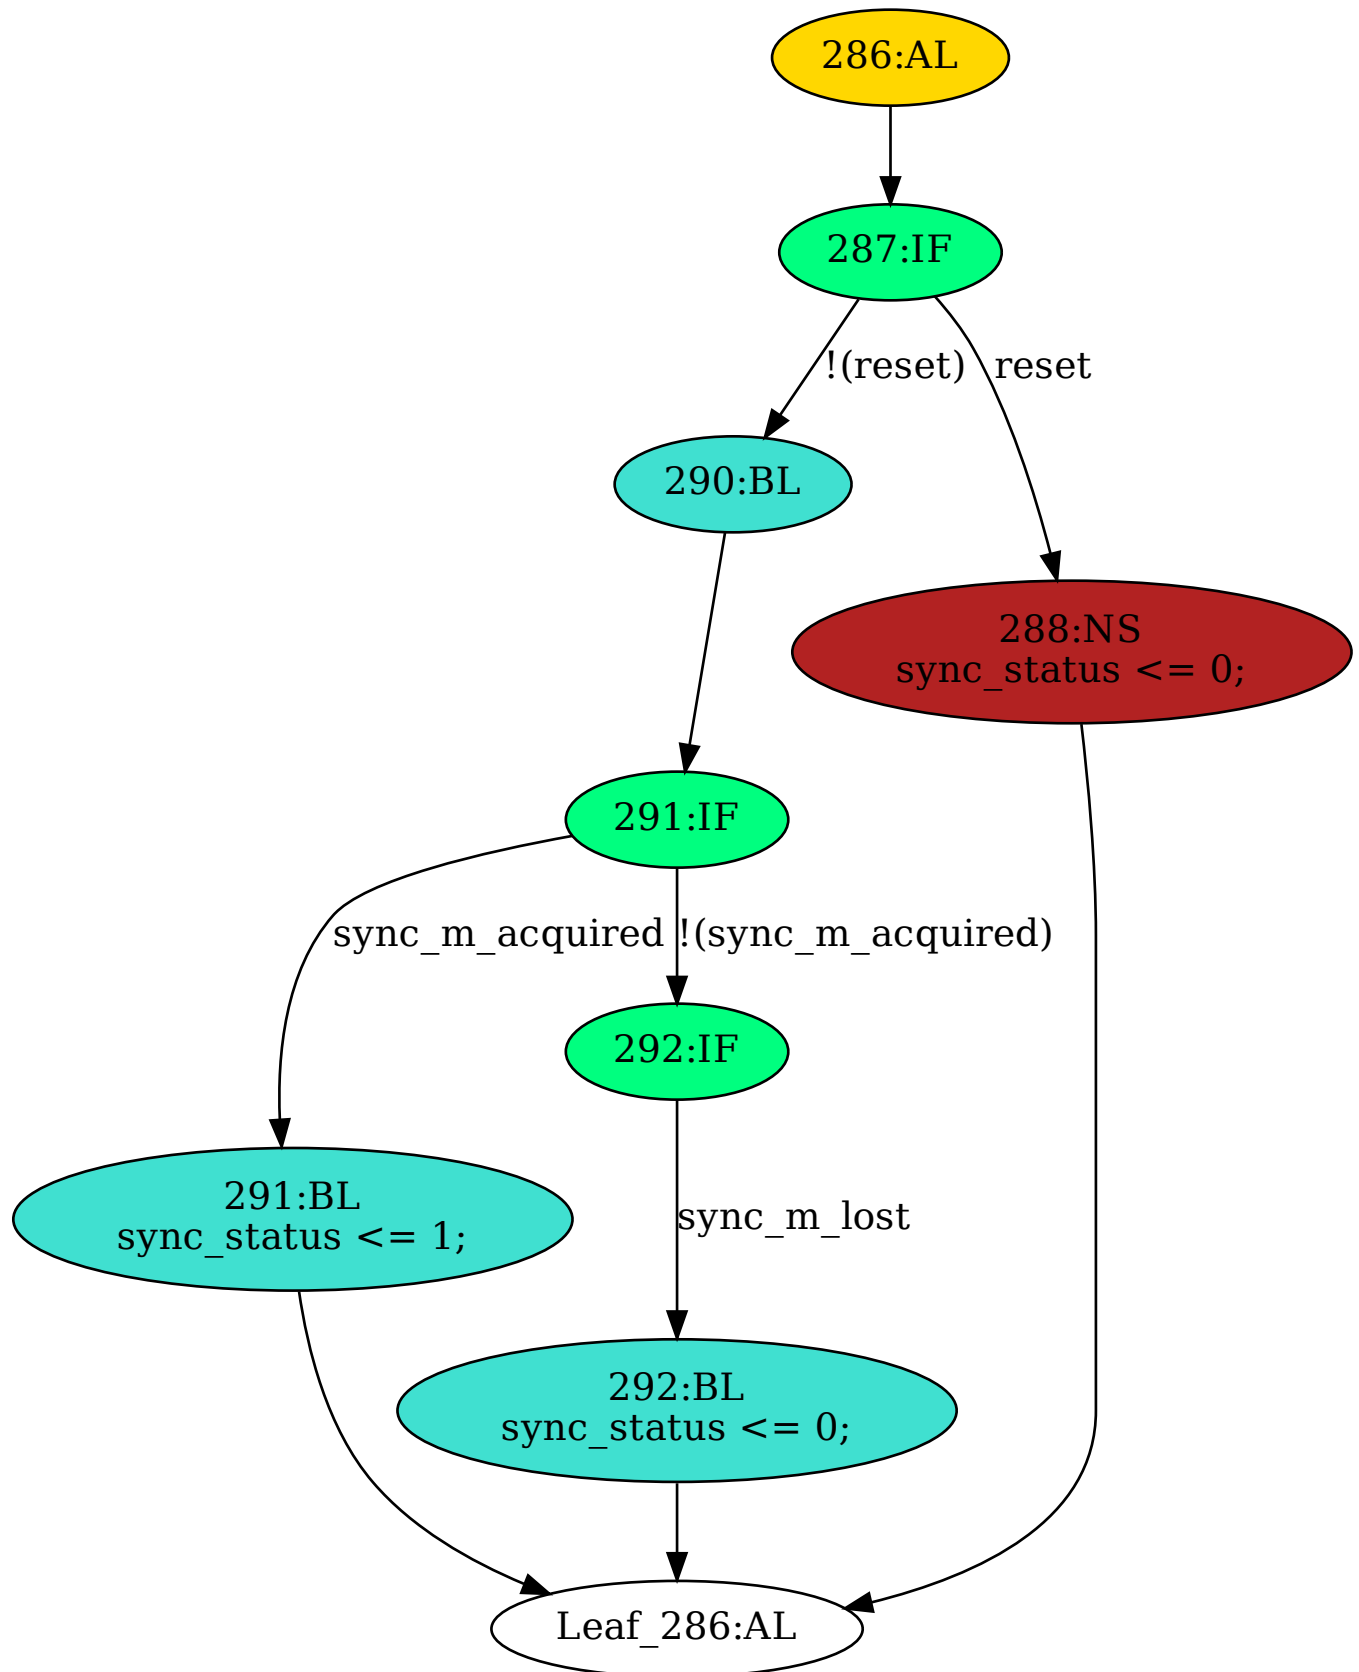 286:AL
287:IF
!(reset)
reset
290:BL
288:NS
sync_status <= 0;
291:IF
sync_m_acquired
!(sync_m_acquired)
292:IF
291:BL
sync_status <= 1;
sync_m_lost
292:BL
sync_status <= 0;
Leaf_286:AL